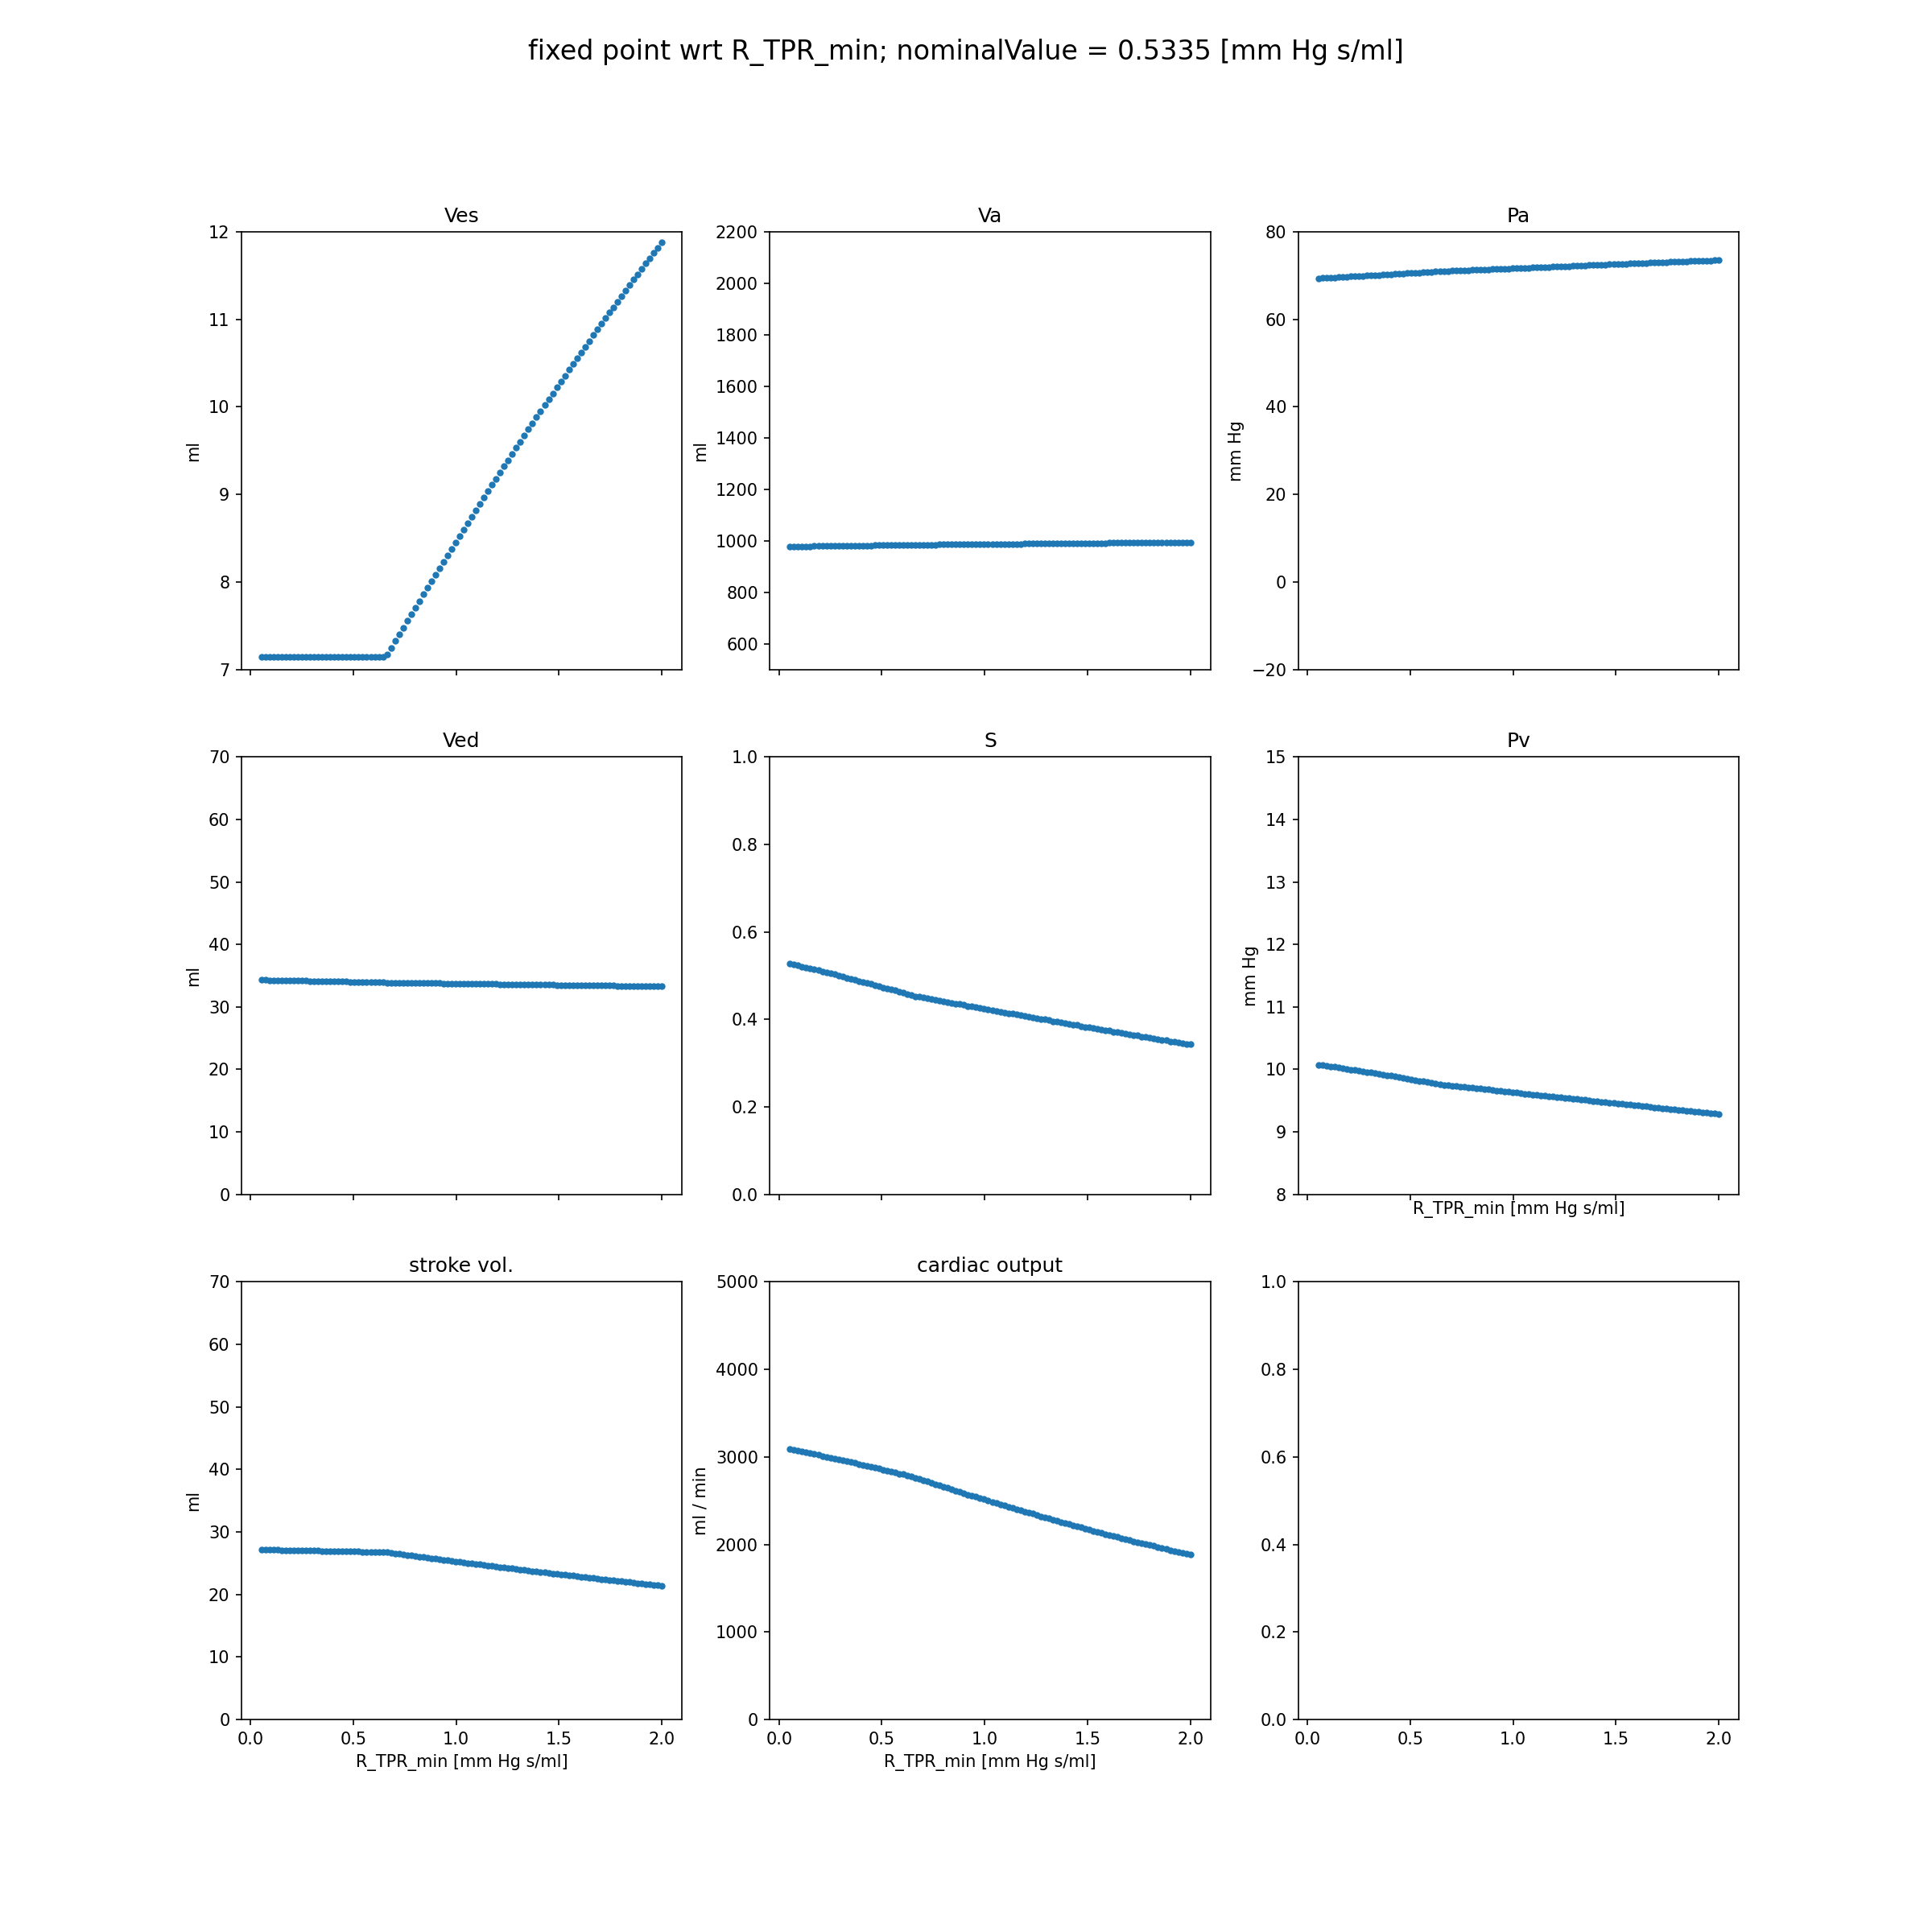 fixed point wrt R_TPR_min; nominalValue = 0.5335 [mm Hg s/ml]
Ves
12
11
10
9
8
7
ml
Va
2200
2000
1800
1600
1400
1200
1000
800
600
ml
Pa
80
60
40
20
0
−20
mm Hg
Ved
70
60
50
40
30
20
10
0
ml
S
1.0
0.8
0.6
0.4
0.2
0.0
Pv
15
14
13
12
11
10
9
8
mm Hg
R_TPR_min [mm Hg s/ml]
stroke vol.
70
60
50
40
30
20
10
0
ml
0.0 0.5 1.0 1.5 2.0
R_TPR_min [mm Hg s/ml]
cardiac output
5000
4000
3000
2000
1000
0
ml / min
0.0 0.5 1.0 1.5 2.0
R_TPR_min [mm Hg s/ml]
1.0
0.8
0.6
0.4
0.2
0.0
0.0 0.5 1.0 1.5 2.0